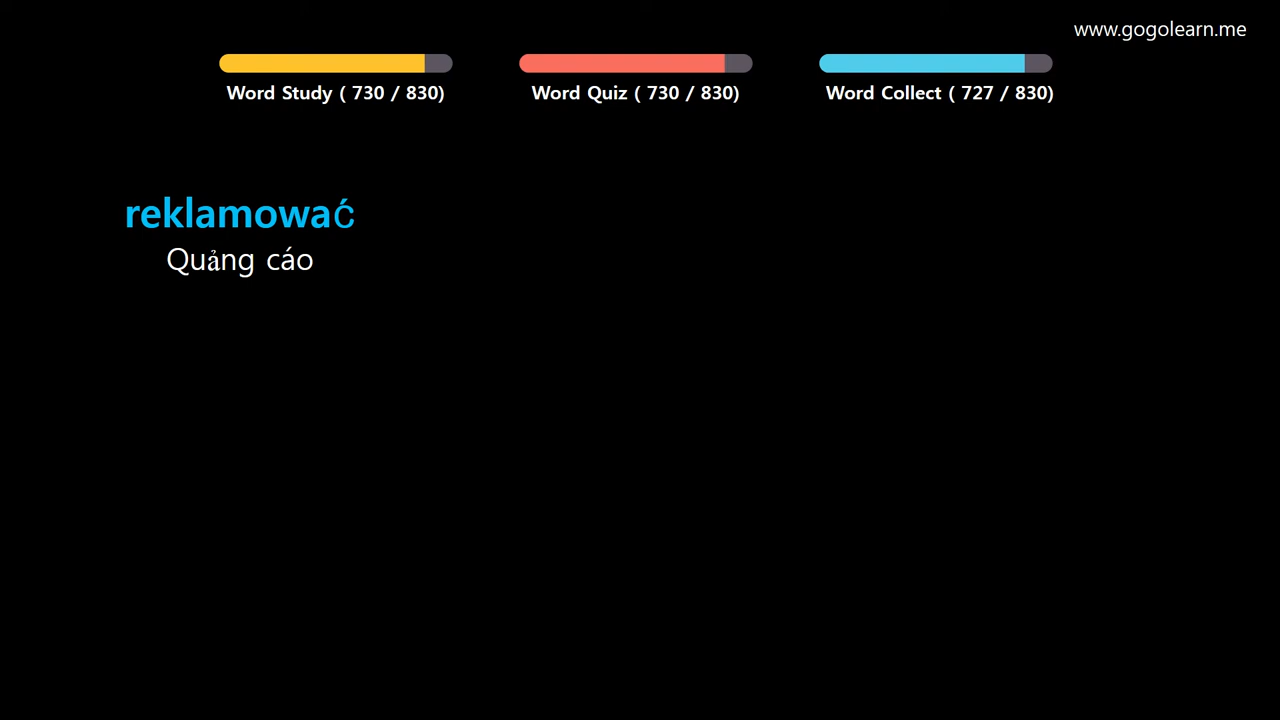 www.gogolearn.me
Word Study ( 730 / 830)
Word Quiz ( 730 / 830)
Word Collect ( 727 / 830)
reklamować
Quảng cáo